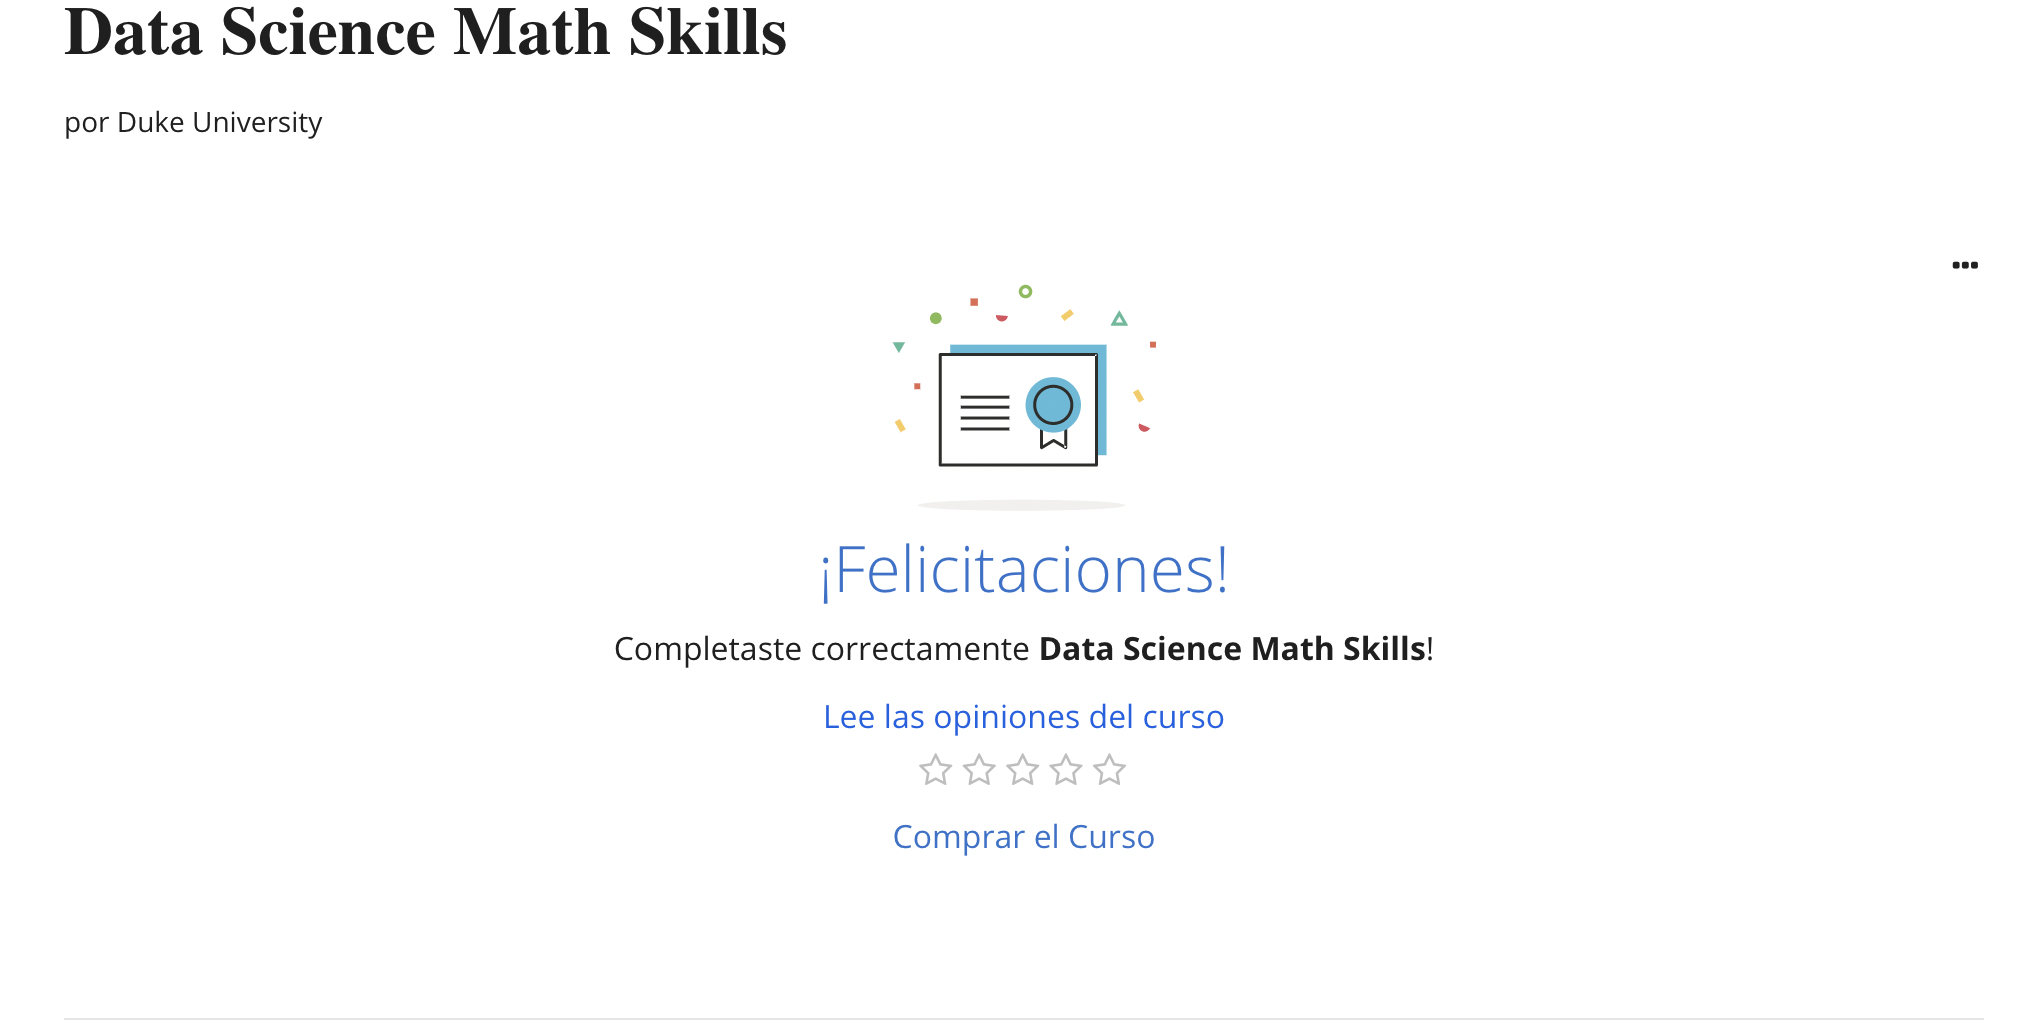 Data Science Math Skills
por Duke University
¡Felicitaciones!
Completaste correctamente Data Science Math Skills!
Lee las opiniones del curso
Comprar el Curso